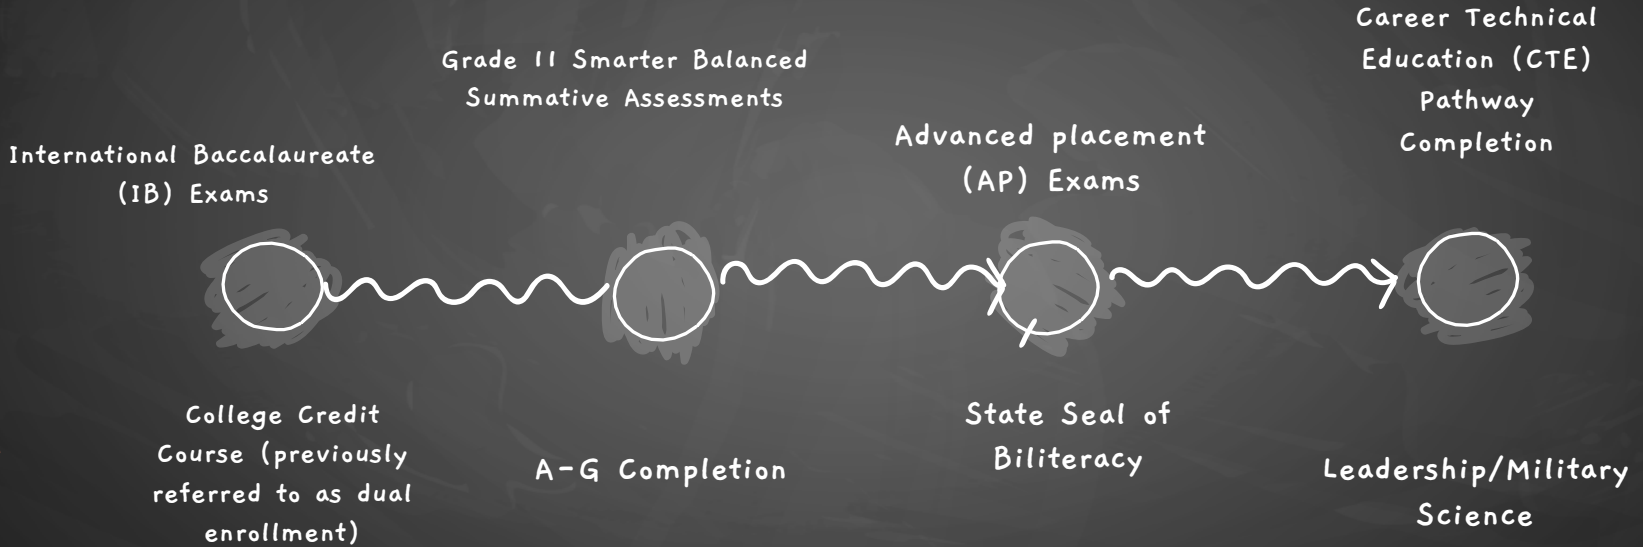 International Baccalaureate
(IB) Exams
Grade 11 Smarter Balanced
Summative Assessments
Advanced placement
(AP) Exams
Career Technical
Education (CTE)
Pathway
Completion
College Credit
Course (previously
referred to as dual
enrollment)
A-G Completion
State Seal of
Biliteracy
Leadership/Military
Science